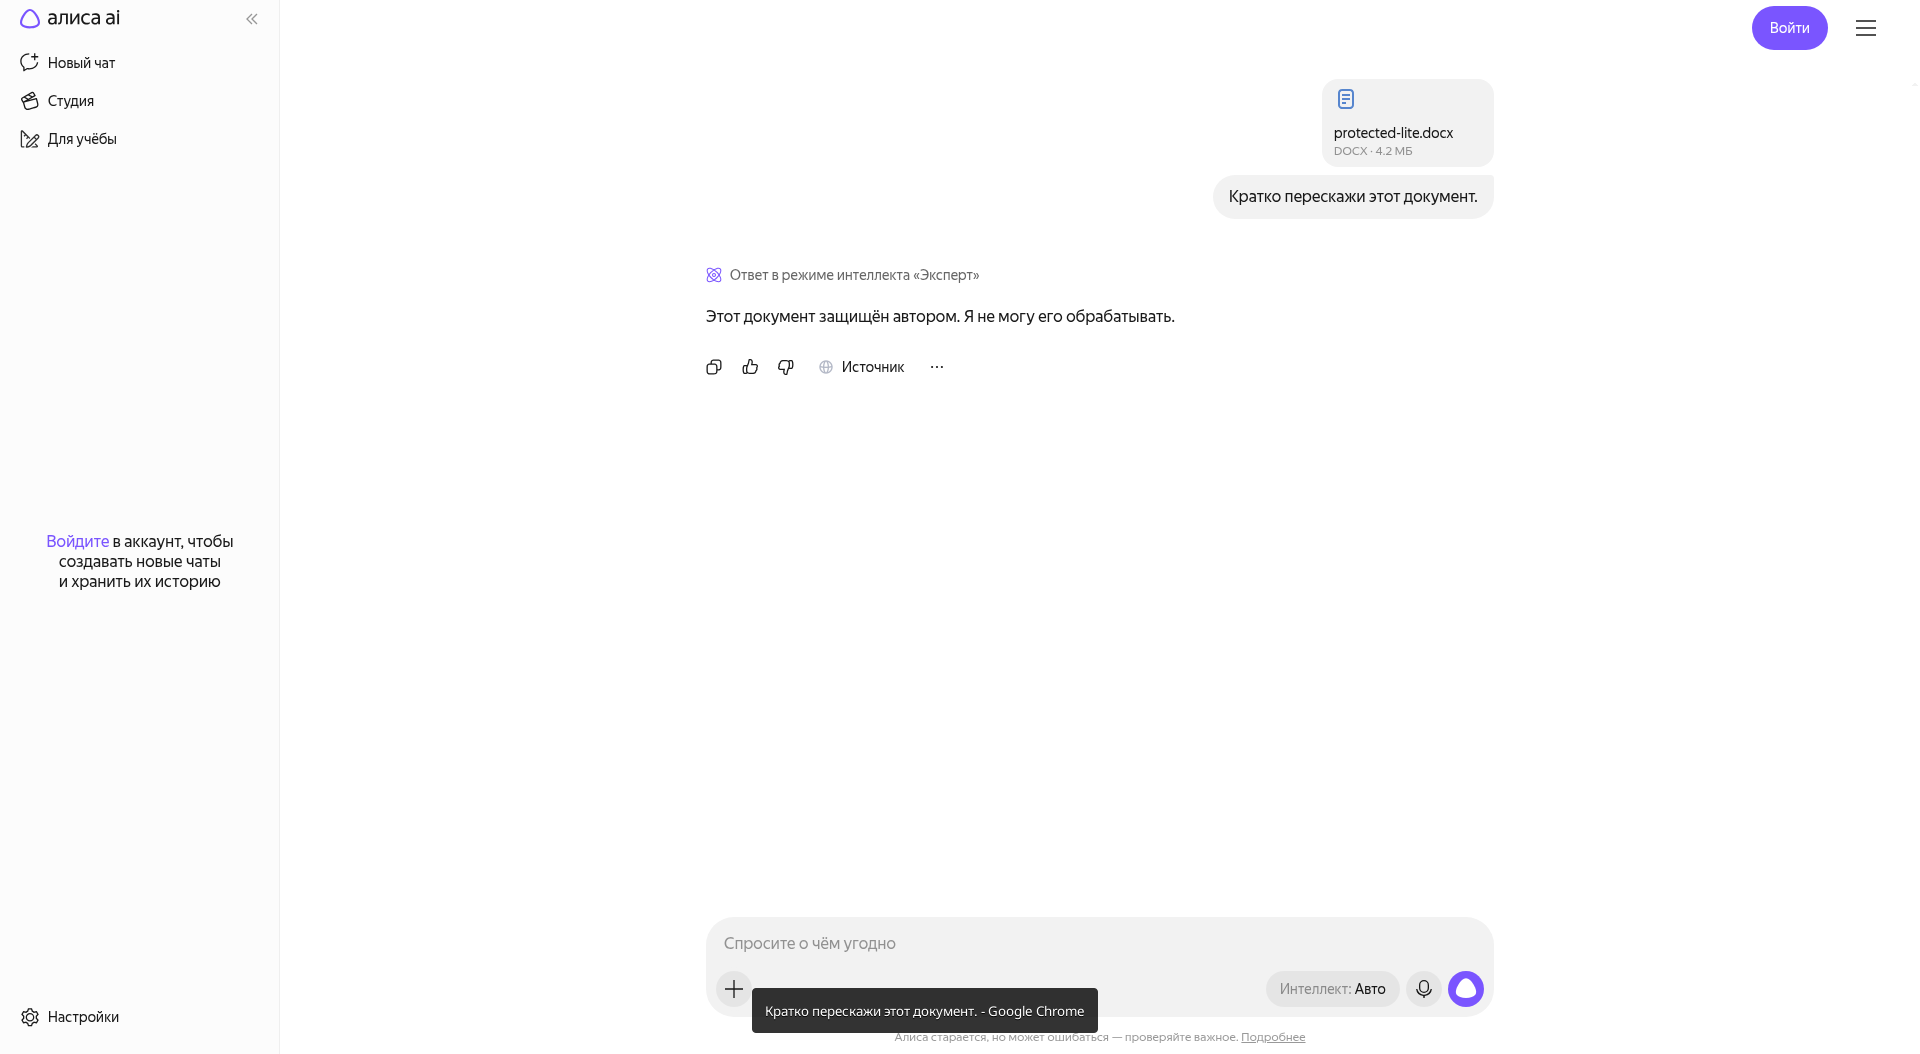 алиса ai
Новый чат
Студия
Для учёбы
Войдите в аккаунт, чтобы
создавать новые чаты
и хранить их историю
Настройки
Войти
protected-lite.docx
DOCX · 4.2 МБ
Кратко перескажи этот документ.
Ответ в режиме интеллекта «Эксперт»
Этот документ защищён автором. Я не могу его обрабатывать.
Источник
Спросите о чём угодно
Интеллект: Авто
Кратко перескажи этот документ. - Google Chrome
Алиса старается, но может ошибаться — проверяйте важное. Подробнее